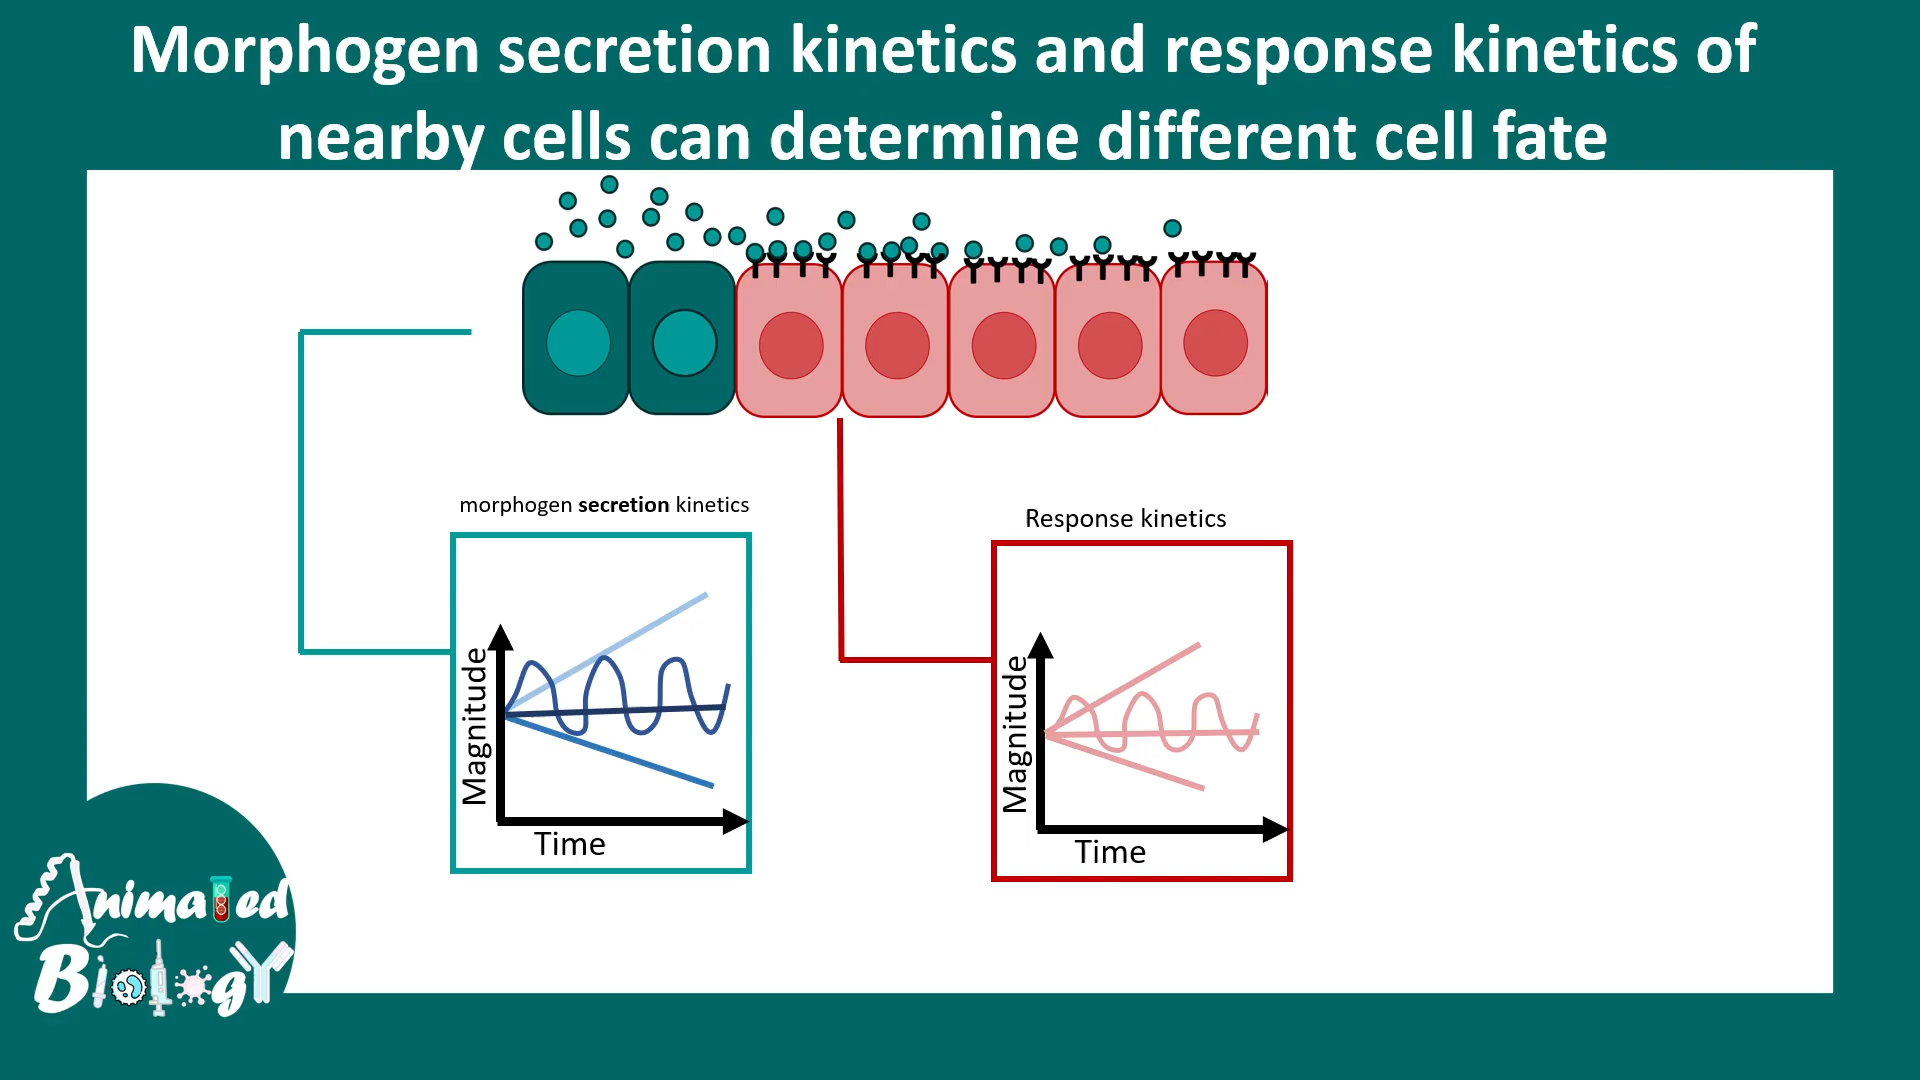 Morphogen secretion kinetics and response kinetics of
nearby cells can determine different cell fate
morphogen secretion kinetics
Magnitude
Time
Response kinetics
Magnitude
Time
Animated
Biology